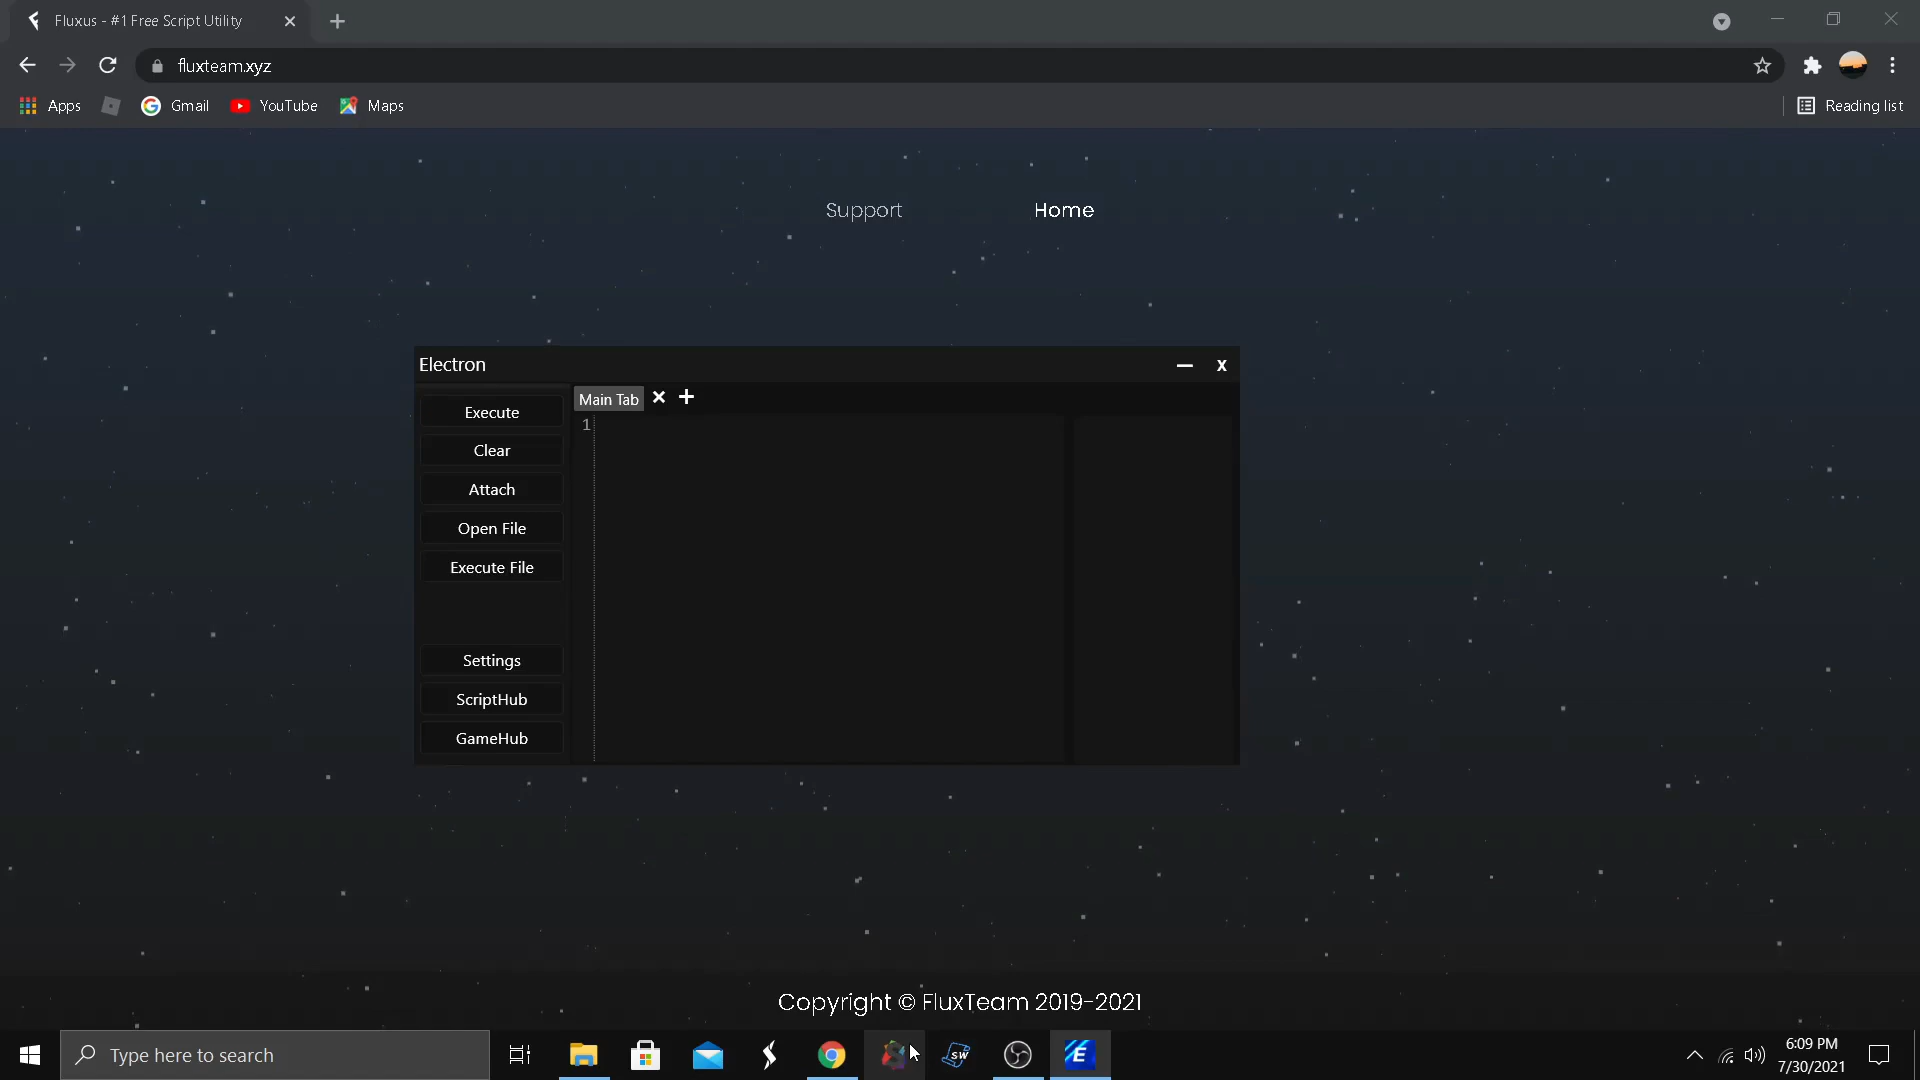 Fluxus - #1 Free Script Utility
fluxteam.xyz
Apps
Gmail
YouTube
Maps
Reading list
Support
Home
Electron
x
Main Tab
1
Execute
Clear
Attach
Open File
Execute File
Settings
ScriptHub
GameHub
Copyright © FluxTeam 2019-2021
Type here to search
SW
E
6:09 PM
7/30/2021